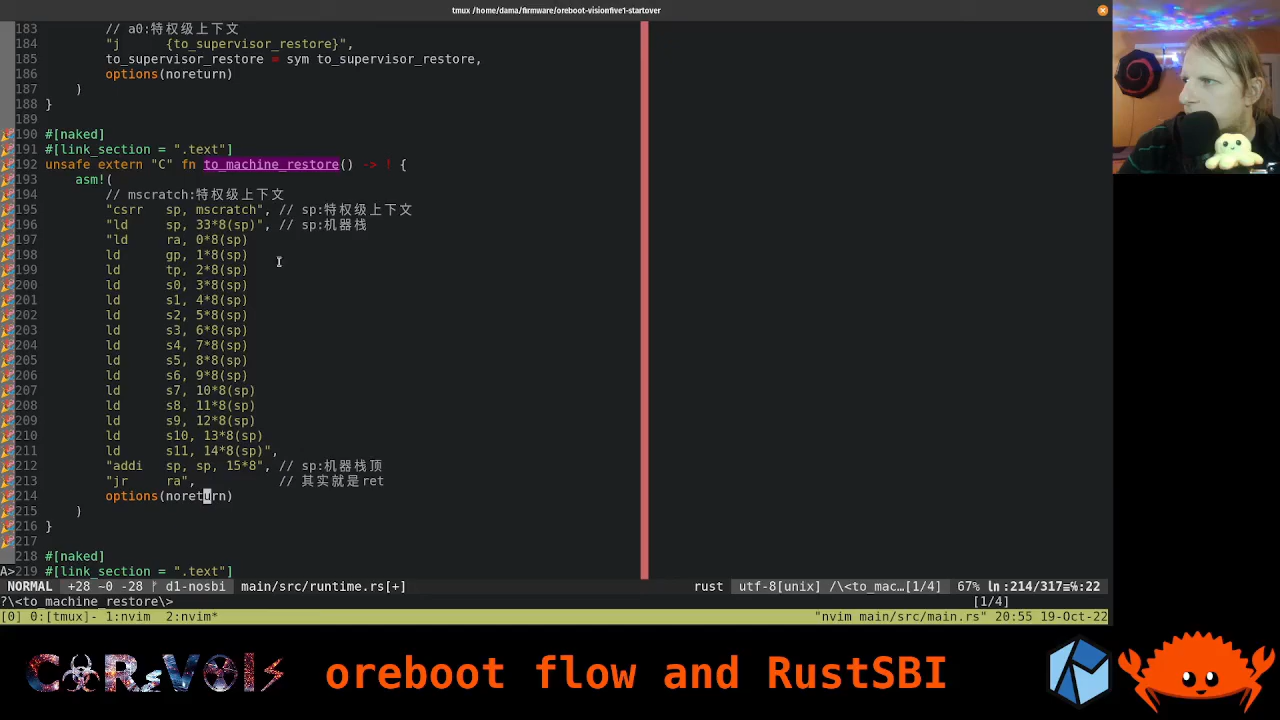 tmux /home/dama/firmware/oreboot-visionfive1-startover
183 // a0:特权级上下文
184 "j {to_supervisor_restore}",
185 to_supervisor_restore = sym to_supervisor_restore,
186 options(noreturn)
187 )
188 }
189
190 #[naked]
191 #[link_section = ".text"]
192 unsafe extern "C" fn to_machine_restore() -> ! {
193 asm!(
194 // mscratch:特权级上下文
195 "csrr sp, mscratch", // sp:特权级上下文
196 "ld sp, 33*8(sp)", // sp:机器栈
197 "ld ra, 0*8(sp)
198 ld gp, 1*8(sp)
199 ld tp, 2*8(sp)
200 ld s0, 3*8(sp)
201 ld s1, 4*8(sp)
202 ld s2, 5*8(sp)
203 ld s3, 6*8(sp)
204 ld s4, 7*8(sp)
205 ld s5, 8*8(sp)
206 ld s6, 9*8(sp)
207 ld s7, 10*8(sp)
208 ld s8, 11*8(sp)
209 ld s9, 12*8(sp)
210 ld s10, 13*8(sp)
211 ld s11, 14*8(sp)",
212 "addi sp, sp, 15*8", // sp:机器栈顶
213 "jr ra", // 其实就是ret
214 options(noreturn)
215 )
216 }
217
218 #[naked]
A>219 #[link_section = ".text"]
NORMAL +28 ~0 -28 d1-nosbi main/src/runtime.rs[+] rust utf-8[unix] /\<to_mac…[1/4] 67% ln:214/317≡%:22
?\<to_machine_restore\> [1/4]
[0] 0:[tmux]- 1:nvim 2:nvim* "nvim main/src/main.rs" 20:55 19-Oct-22
oreboot flow and RustSBI